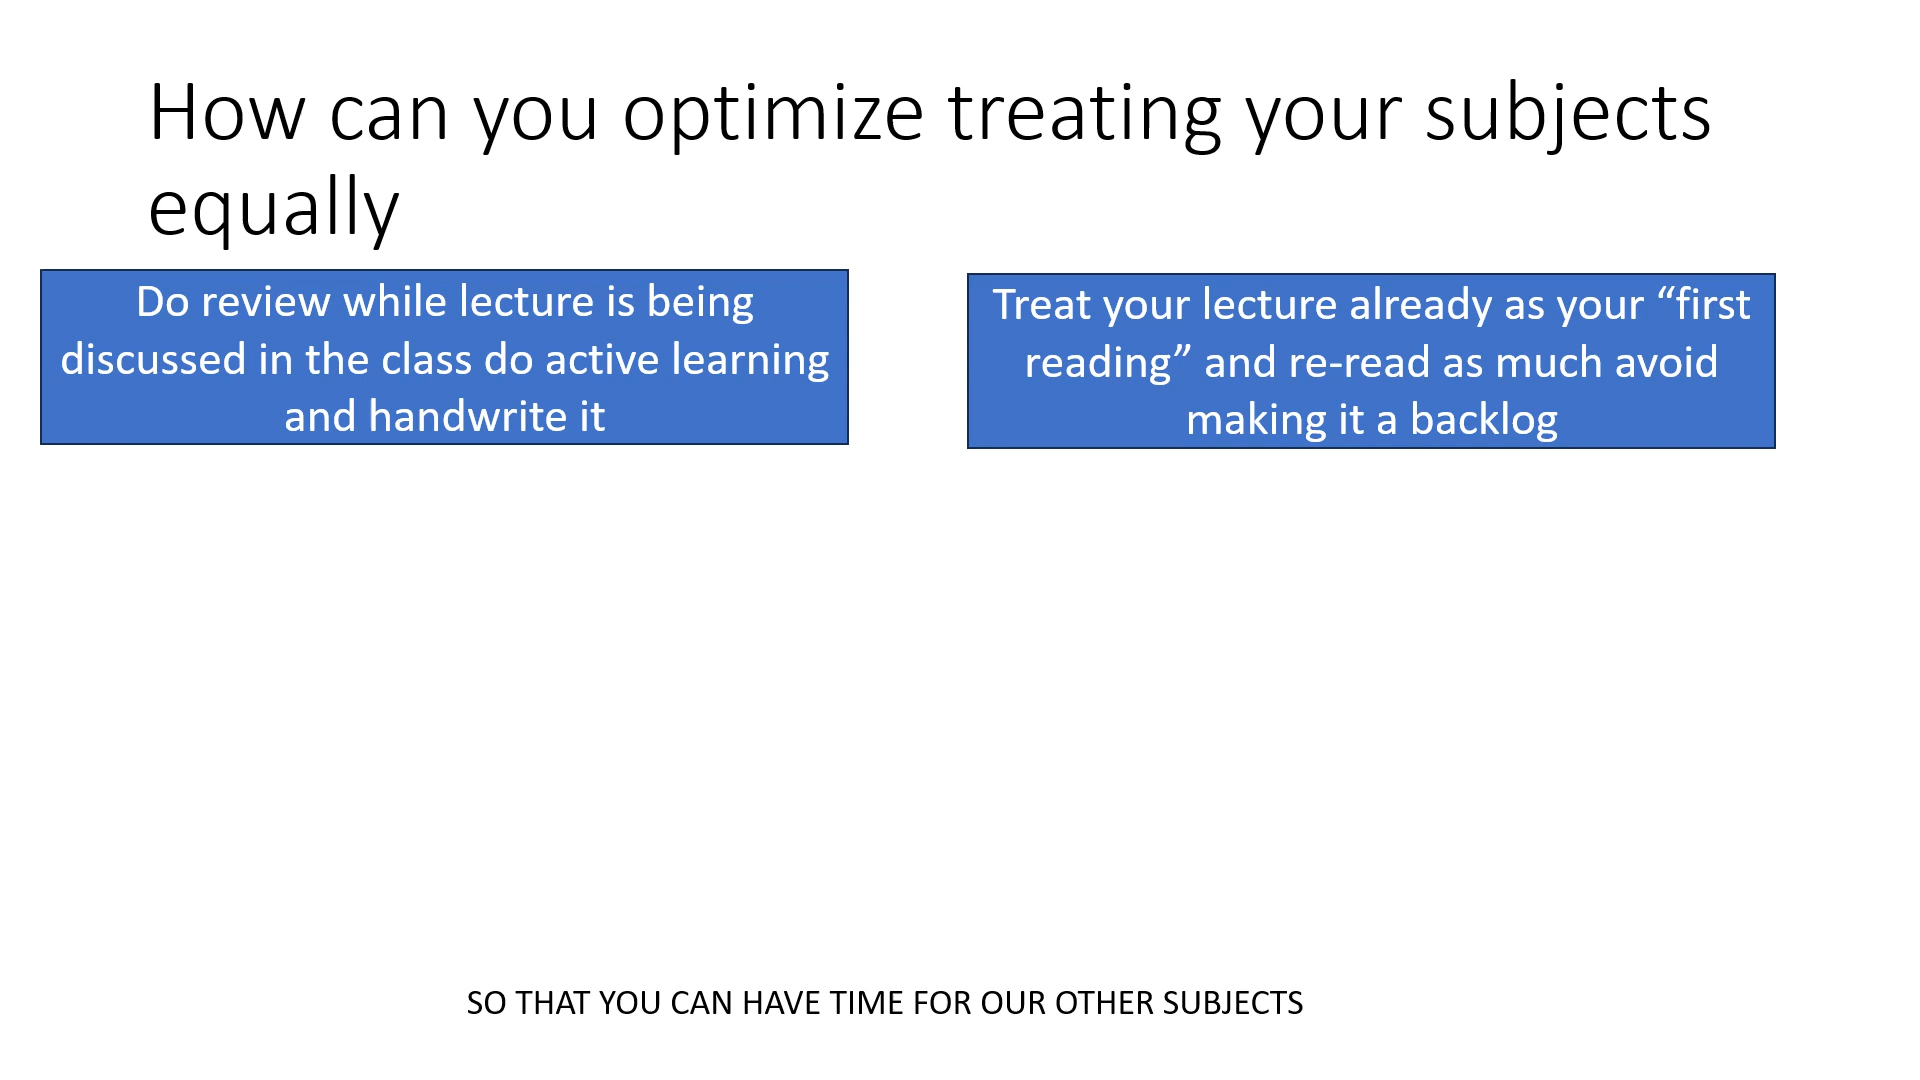 How can you optimize treating your subjects
equally
Do review while lecture is being
discussed in the class do active learning
and handwrite it
Treat your lecture already as your “first
reading” and re-read as much avoid
making it a backlog
SO THAT YOU CAN HAVE TIME FOR OUR OTHER SUBJECTS